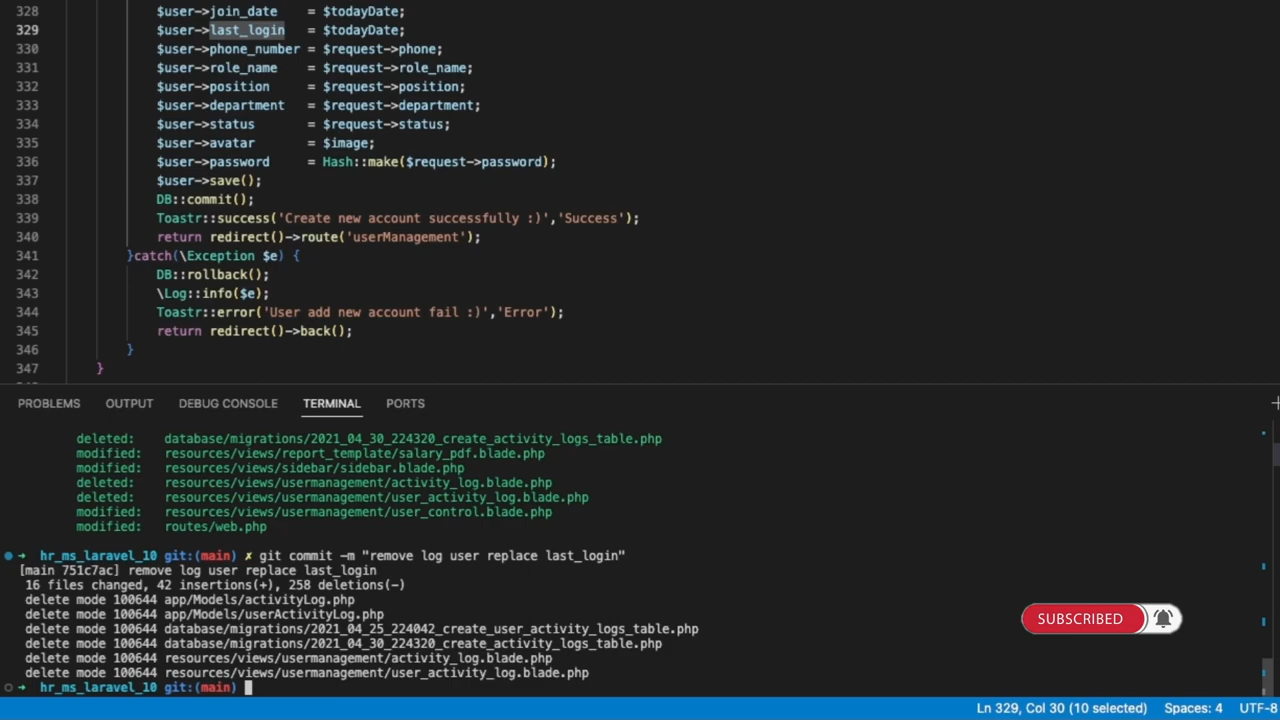 328 $user->join_date = $todayDate;
329 $user->last_login = $todayDate;
330 $user->phone_number = $request->phone;
331 $user->role_name = $request->role_name;
332 $user->position = $request->position;
333 $user->department = $request->department;
334 $user->status = $request->status;
335 $user->avatar = $image;
336 $user->password = Hash::make($request->password);
337 $user->save();
338 DB::commit();
339 Toastr::success('Create new account successfully :)','Success');
340 return redirect()->route('userManagement');
341 }catch(\Exception $e) {
342 DB::rollback();
343 \Log::info($e);
344 Toastr::error('User add new account fail :)','Error');
345 return redirect()->back();
346 }
347 }
PROBLEMS OUTPUT DEBUG CONSOLE TERMINAL PORTS
deleted: database/migrations/2021_04_30_224320_create_activity_logs_table.php
modified: resources/views/report_template/salary_pdf.blade.php
modified: resources/views/sidebar/sidebar.blade.php
deleted: resources/views/usermanagement/activity_log.blade.php
deleted: resources/views/usermanagement/user_activity_log.blade.php
modified: resources/views/usermanagement/user_control.blade.php
modified: routes/web.php
➜ hr_ms_laravel_10 git:(main) ✗ git commit -m "remove log user replace last_login"
[main 751c7ac] remove log user replace last_login
16 files changed, 42 insertions(+), 258 deletions(-)
delete mode 100644 app/Models/activityLog.php
delete mode 100644 app/Models/userActivityLog.php
delete mode 100644 database/migrations/2021_04_25_224042_create_user_activity_logs_table.php
delete mode 100644 database/migrations/2021_04_30_224320_create_activity_logs_table.php
delete mode 100644 resources/views/usermanagement/activity_log.blade.php
delete mode 100644 resources/views/usermanagement/user_activity_log.blade.php
➜ hr_ms_laravel_10 git:(main)
SUBSCRIBED
Ln 329, Col 30 (10 selected) Spaces: 4 UTF-8